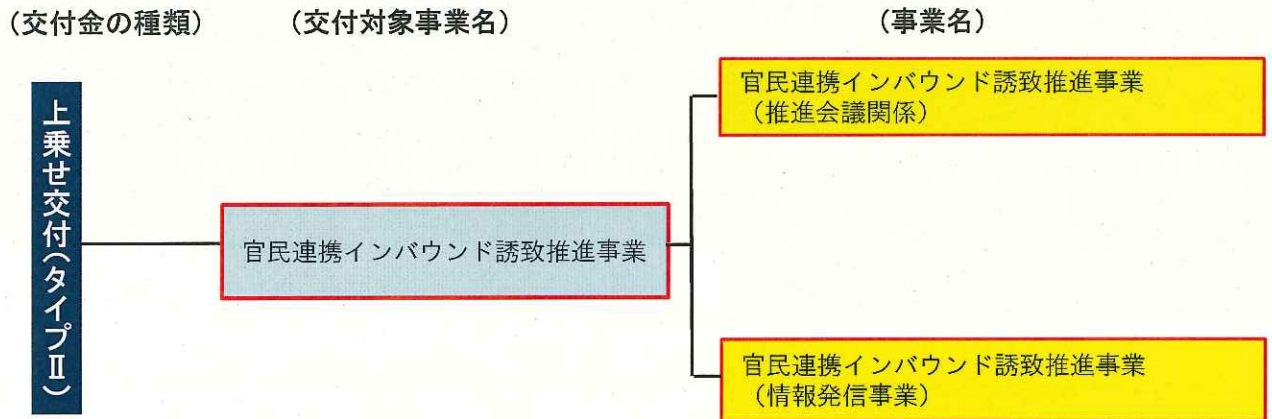 (交付金の種類)
(交付対象事業名)
(事業名)
上乗せ交付(タイプⅡ)
官民連携インバウンド誘致推進事業
官民連携インバウンド誘致推進事業
(推進会議関係)
官民連携インバウンド誘致推進事業
(情報発信事業)